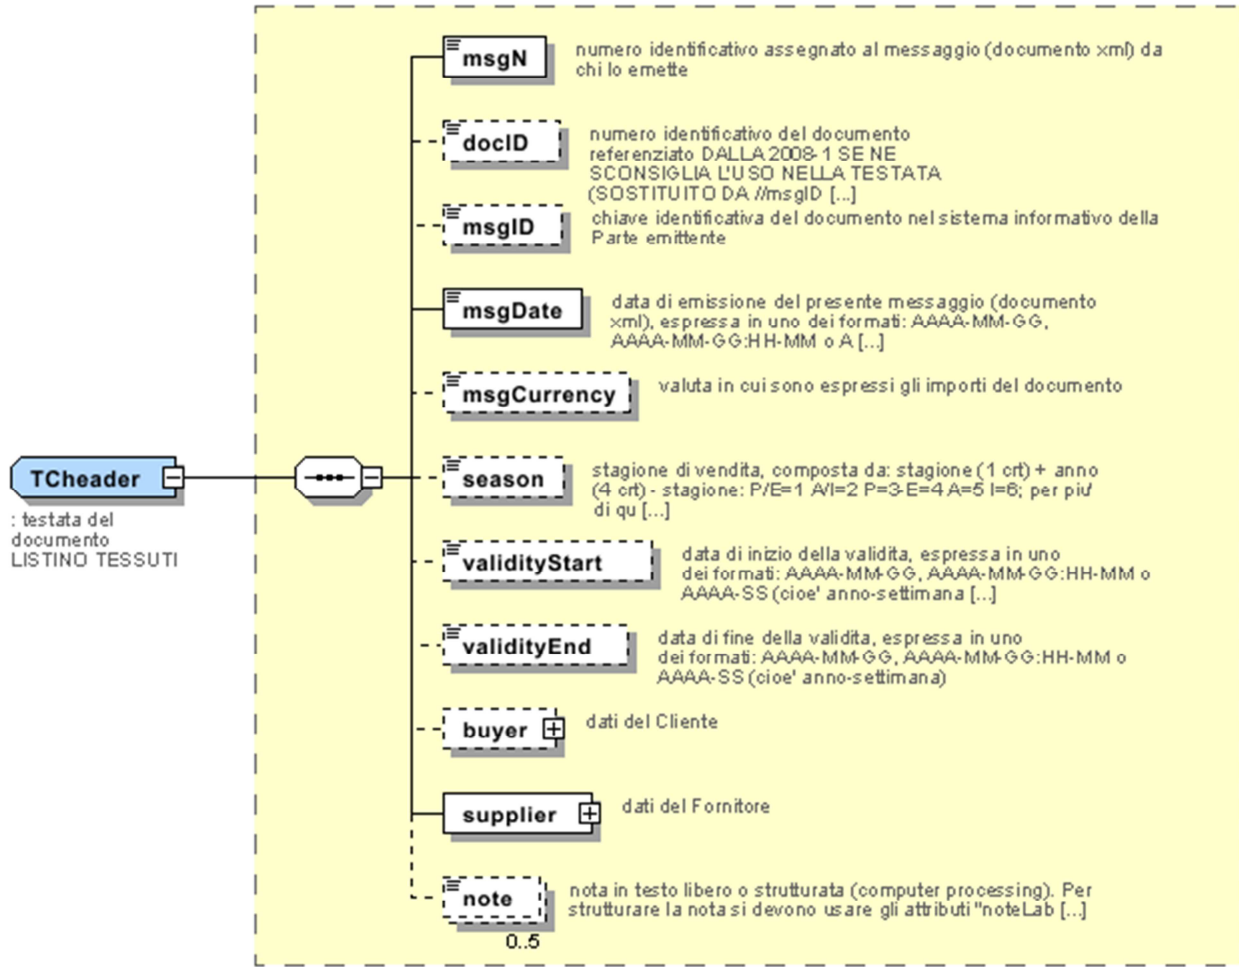 msgN
numero identificativo assegnato al messaggio (documento xml) da
chi lo emette
docID
numero identificativo del documento
referenziato DALLA 2008-1 SE NE
SCONSIGLIA L'USO NELLA TESTATA
(SOSTITUITO DA //msgID [...]
msgID
chiave identificativa del documento nel sistema informativo della
Parte emittente
msgDate
data di emissione del presente messaggio (documento
xml), espressa in uno dei formati: AAAA-MM-GG,
AAAA-MM-GG:HH-MM o A [...]
msgCurrency
valuta in cui sono espressi gli importi del documento
TCheader
: testata del
documento
LISTINO TESSUTI
season
stagione di vendita, composta da: stagione (1 crt) + anno
(4 crt) - stagione: P/E=1 A/I=2 P=3-E=4 A=5 I=6; per piu'
di qu [...]
validityStart
data di inizio della validita, espressa in uno
dei formati: AAAA-MM-GG, AAAA-MM-GG:HH-MM o
AAAA-SS (cioe' anno-settimana [...]
validityEnd
data di fine della validita, espressa in uno
dei formati: AAAA-MM-GG, AAAA-MM-GG:HH-MM o
AAAA-SS (cioe' anno-settimana)
buyer
dati del Cliente
supplier
dati del Fornitore
note
nota in testo libero o strutturata (computer processing). Per
strutturare la nota si devono usare gli attributi "noteLab [...]
0..5